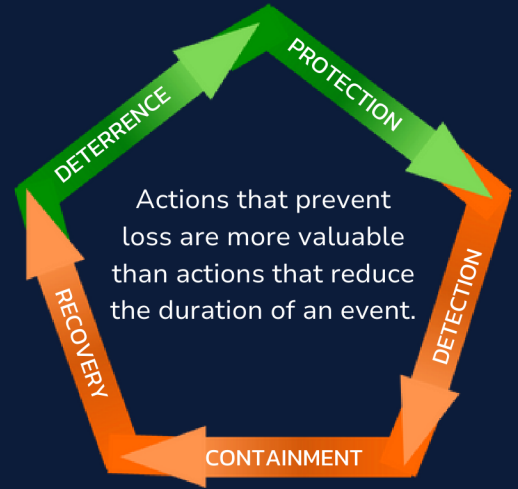 PROTECTION
DETERRENCE
Actions that prevent
loss are more valuable
than actions that reduce
the duration of an event.
DETECTION
RECOVERY
CONTAINMENT